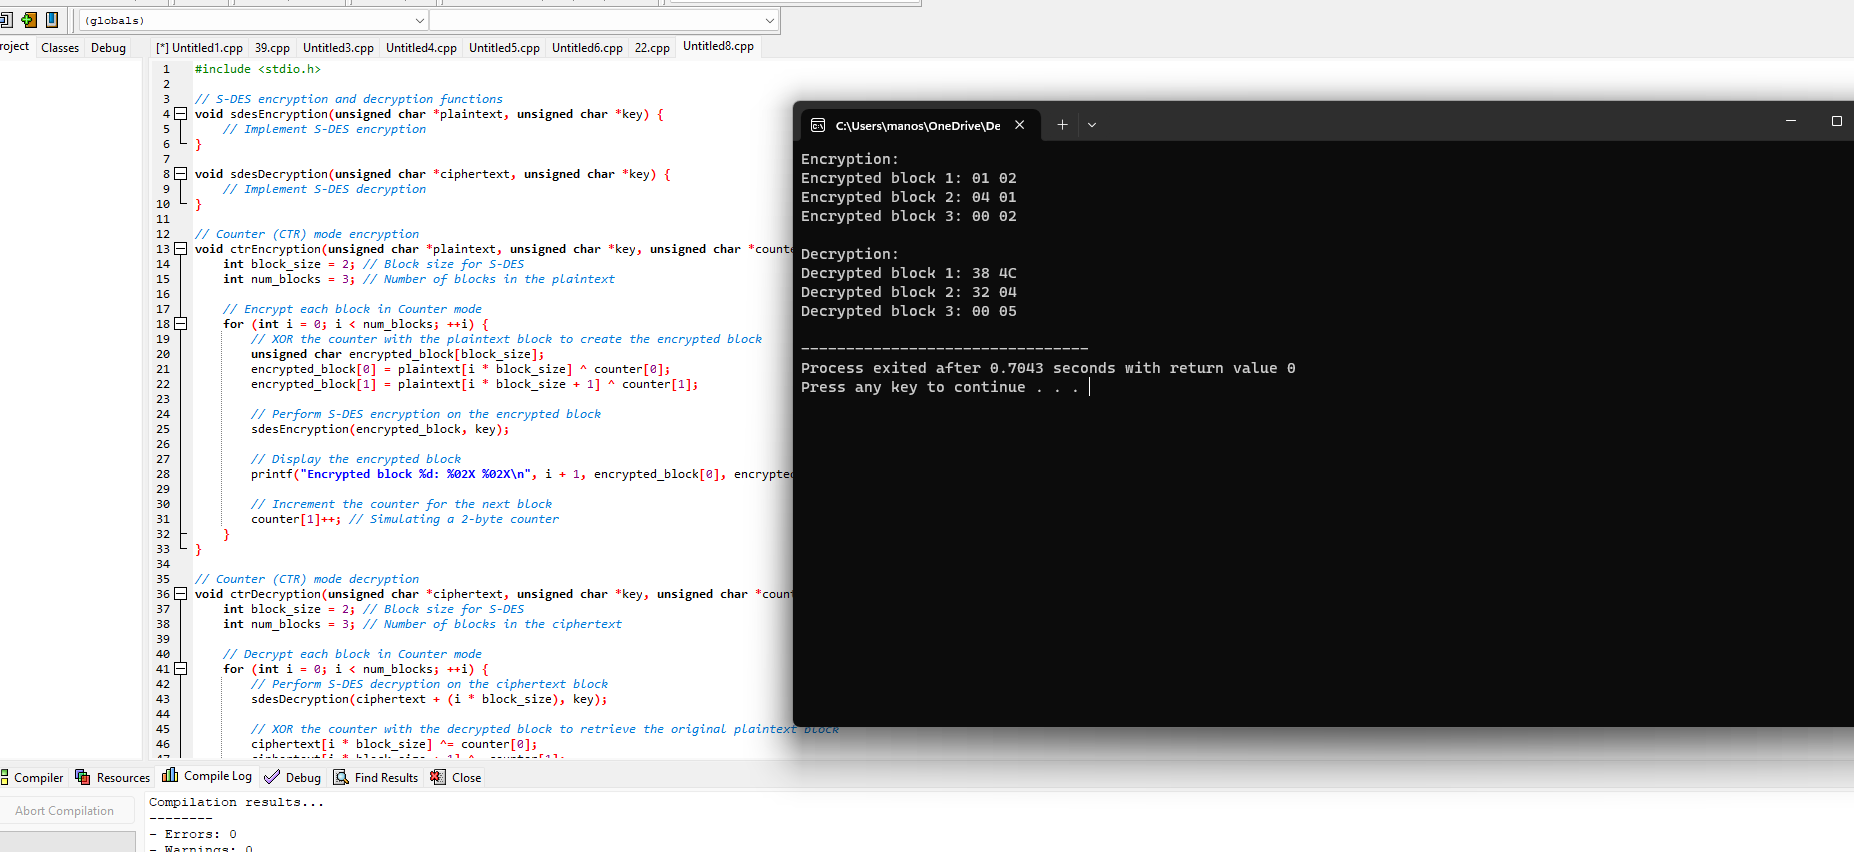 (globals)
roject Classes Debug
[*] Untitled1.cpp 39.cpp Untitled3.cpp Untitled4.cpp Untitled5.cpp Untitled6.cpp 22.cpp Untitled8.cpp
1 #include <stdio.h>
2
3 // S-DES encryption and decryption functions
4 void sdesEncryption(unsigned char *plaintext, unsigned char *key) {
5 // Implement S-DES encryption
6 }
7
8 void sdesDecryption(unsigned char *ciphertext, unsigned char *key) {
9 // Implement S-DES decryption
10 }
11
12 // Counter (CTR) mode encryption
13 void ctrEncryption(unsigned char *plaintext, unsigned char *key, unsigned char *counte
14 int block_size = 2; // Block size for S-DES
15 int num_blocks = 3; // Number of blocks in the plaintext
16
17 // Encrypt each block in Counter mode
18 for (int i = 0; i < num_blocks; ++i) {
19 // XOR the counter with the plaintext block to create the encrypted block
20 unsigned char encrypted_block[block_size];
21 encrypted_block[0] = plaintext[i * block_size] ^ counter[0];
22 encrypted_block[1] = plaintext[i * block_size + 1] ^ counter[1];
23
24 // Perform S-DES encryption on the encrypted block
25 sdesEncryption(encrypted_block, key);
26
27 // Display the encrypted block
28 printf("Encrypted block %d: %02X %02X\n", i + 1, encrypted_block[0], encrypte
29
30 // Increment the counter for the next block
31 counter[1]++; // Simulating a 2-byte counter
32 }
33 }
34
35 // Counter (CTR) mode decryption
36 void ctrDecryption(unsigned char *ciphertext, unsigned char *key, unsigned char *count
37 int block_size = 2; // Block size for S-DES
38 int num_blocks = 3; // Number of blocks in the ciphertext
39
40 // Decrypt each block in Counter mode
41 for (int i = 0; i < num_blocks; ++i) {
42 // Perform S-DES decryption on the ciphertext block
43 sdesDecryption(ciphertext + (i * block_size), key);
44
45 // XOR the counter with the decrypted block to retrieve the original plaintext block
46 ciphertext[i * block_size] ^= counter[0];
C:\Users\manos\OneDrive\De
Encryption:
Encrypted block 1: 01 02
Encrypted block 2: 04 01
Encrypted block 3: 00 02
Decryption:
Decrypted block 1: 38 4C
Decrypted block 2: 32 04
Decrypted block 3: 00 05
--------------------------------
Process exited after 0.7043 seconds with return value 0
Press any key to continue . . .
Compiler Resources Compile Log Debug Find Results Close
Abort Compilation
Compilation results...
--------
- Errors: 0
- Warnings: 0